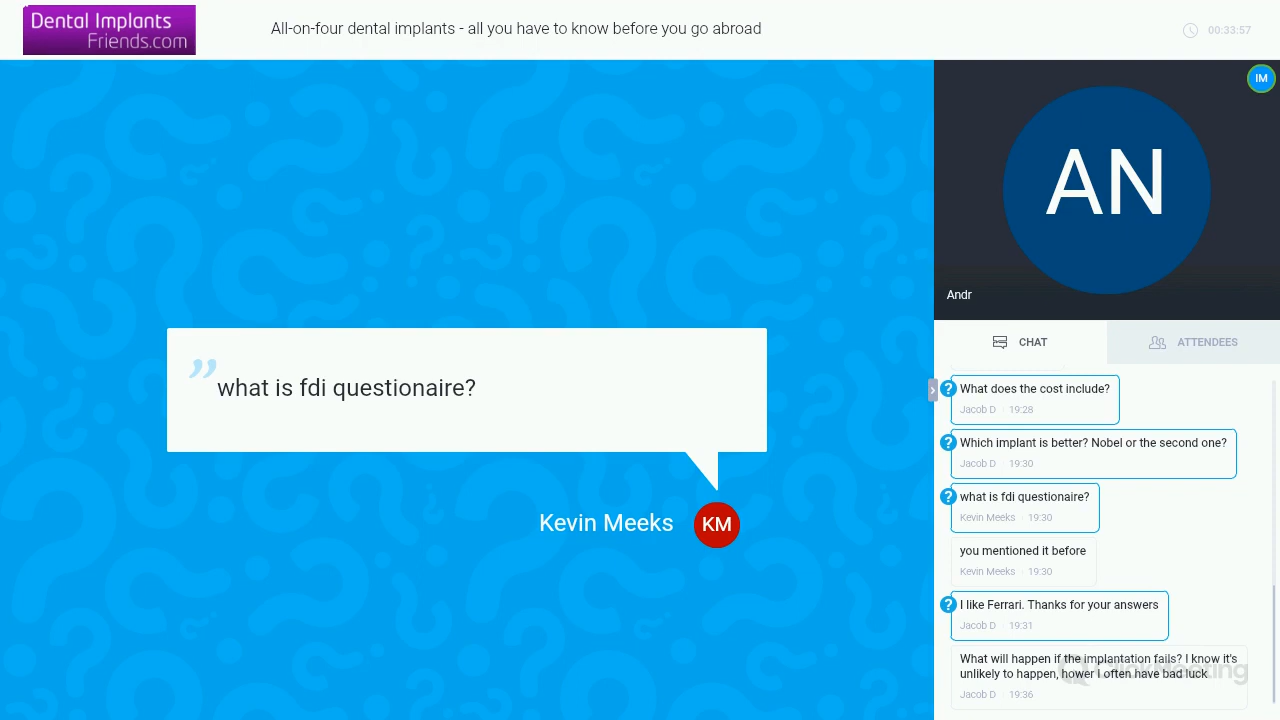 Dental Implants
Friends.com
All-on-four dental implants - all you have to know before you go abroad
00:33:57
IM
AN
Andr
CHAT
ATTENDEES
”
what is fdi questionaire?
Kevin Meeks
KM
? What does the cost include?
Jacob D · 19:28
? Which implant is better? Nobel or the second one?
Jacob D · 19:30
? what is fdi questionaire?
Kevin Meeks · 19:30
you mentioned it before
Kevin Meeks · 19:30
? I like Ferrari. Thanks for your answers
Jacob D · 19:31
What will happen if the implantation fails? I know it's
unlikely to happen, hower I often have bad luck
Jacob D · 19:36
ClickMeeting